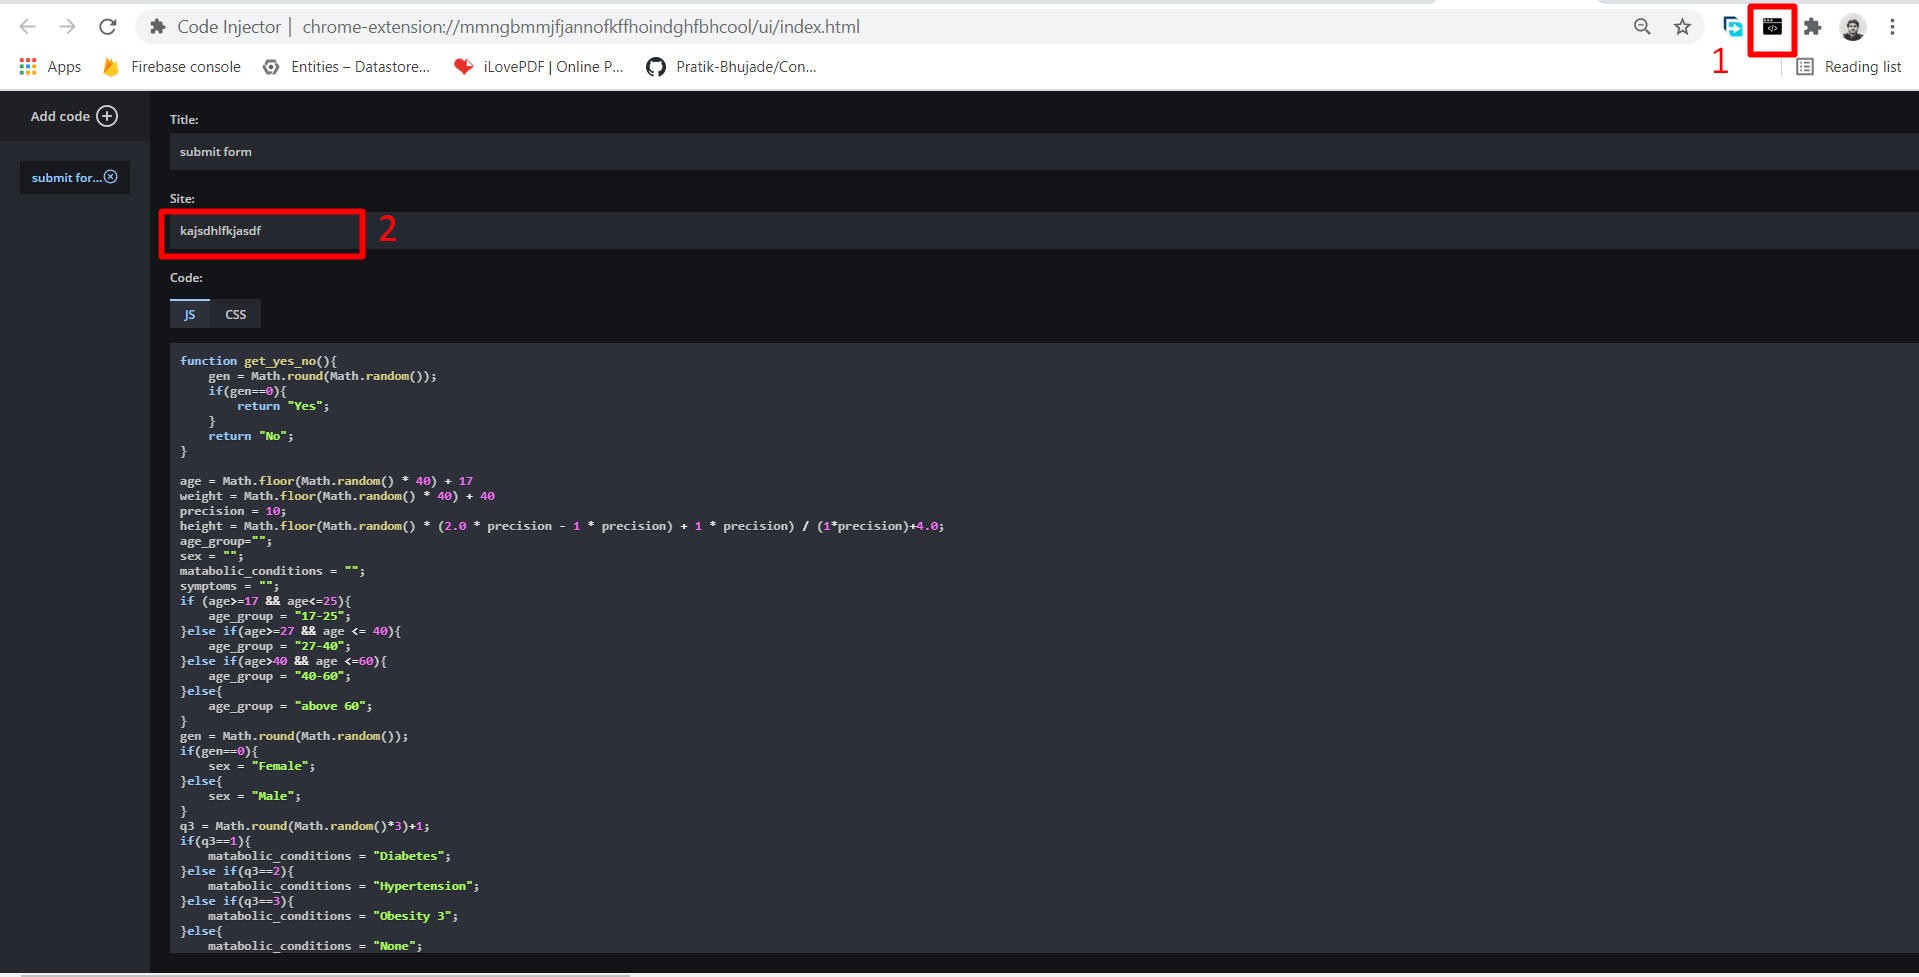 Code Injector | chrome-extension://mmngbmmjfjannofkffhoindghfbhcool/ui/index.html
1
Apps Firebase console Entities – Datastore... iLovePDF | Online P... Pratik-Bhujade/Con... Reading list
Add code
Title:
submit form
submit for...
Site:
kajsdhlfkjasdf
2
Code:
JS CSS
function get_yes_no(){
    gen = Math.round(Math.random());
    if(gen==0){
        return "Yes";
    }
    return "No";
}
age = Math.floor(Math.random() * 40) + 17
weight = Math.floor(Math.random() * 40) + 40
precision = 10;
height = Math.floor(Math.random() * (2.0 * precision - 1 * precision) + 1 * precision) / (1*precision)+4.0;
age_group="";
sex = "";
matabolic_conditions = "";
symptoms = "";
if (age>=17 && age<=25){
    age_group = "17-25";
}else if(age>=27 && age <= 40){
    age_group = "27-40";
}else if(age>40 && age <=60){
    age_group = "40-60";
}else{
    age_group = "above 60";
}
gen = Math.round(Math.random());
if(gen==0){
    sex = "Female";
}else{
    sex = "Male";
}
q3 = Math.round(Math.random()*3)+1;
if(q3==1){
    matabolic_conditions = "Diabetes";
}else if(q3==2){
    matabolic_conditions = "Hypertension";
}else if(q3==3){
    matabolic_conditions = "Obesity 3";
}else{
    matabolic_conditions = "None";